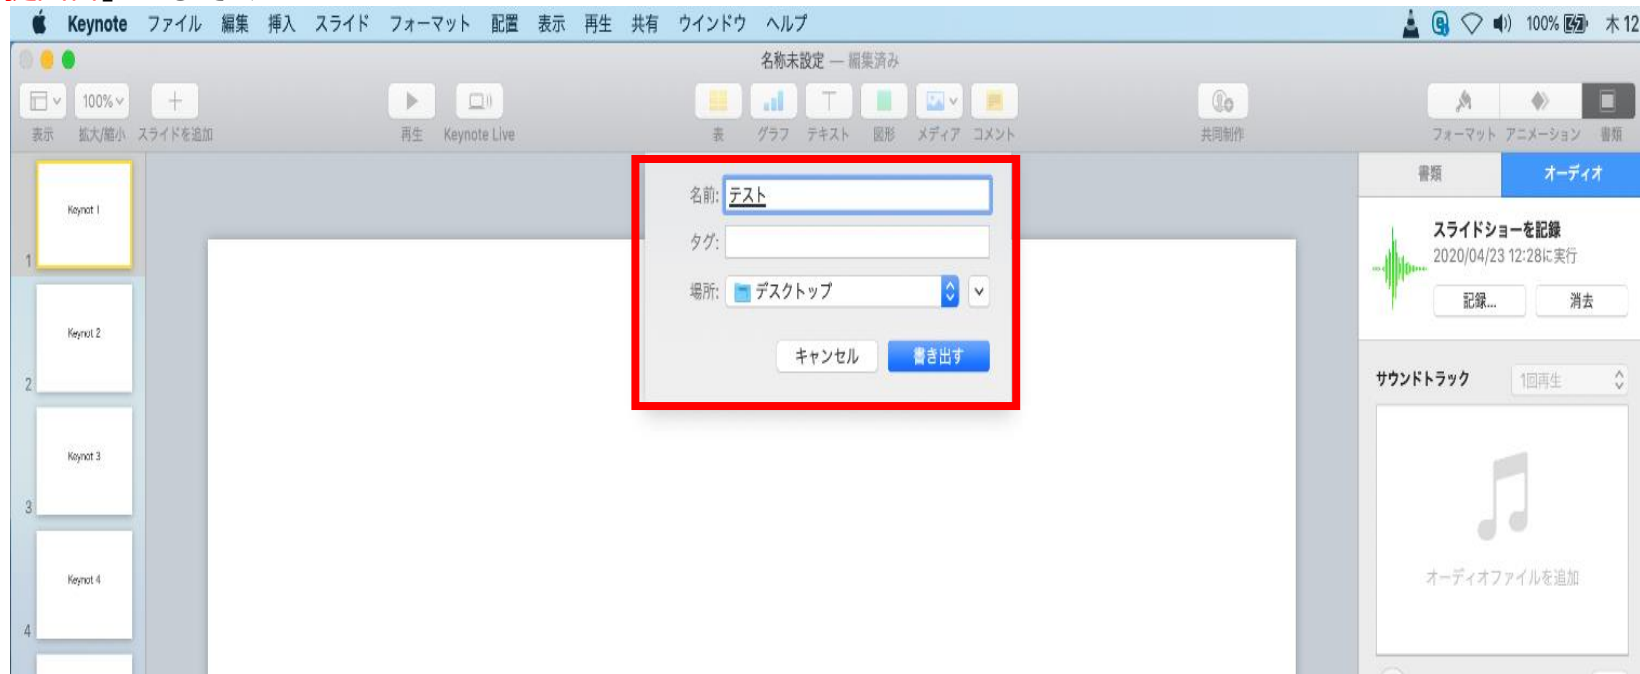 Keynote ファイル 編集 挿入 スライド フォーマット 配置 表示 再生 共有 ウインドウ ヘルプ 100% 木 12
名称未設定 — 編集済み
100%
表示 拡大/縮小 スライドを追加 再生 Keynote Live 表 グラフ テキスト 図形 メディア コメント 共同制作 フォーマット アニメーション 書類
書類 オーディオ
名前: テスト
タグ:
場所: デスクトップ
キャンセル 書き出す
スライドショーを記録
2020/04/23 12:28に実行
記録... 消去
サウンドトラック 1回再生
オーディオファイルを追加
Keynot 1
1
Keynot 2
2
Keynot 3
3
Keynot 4
4